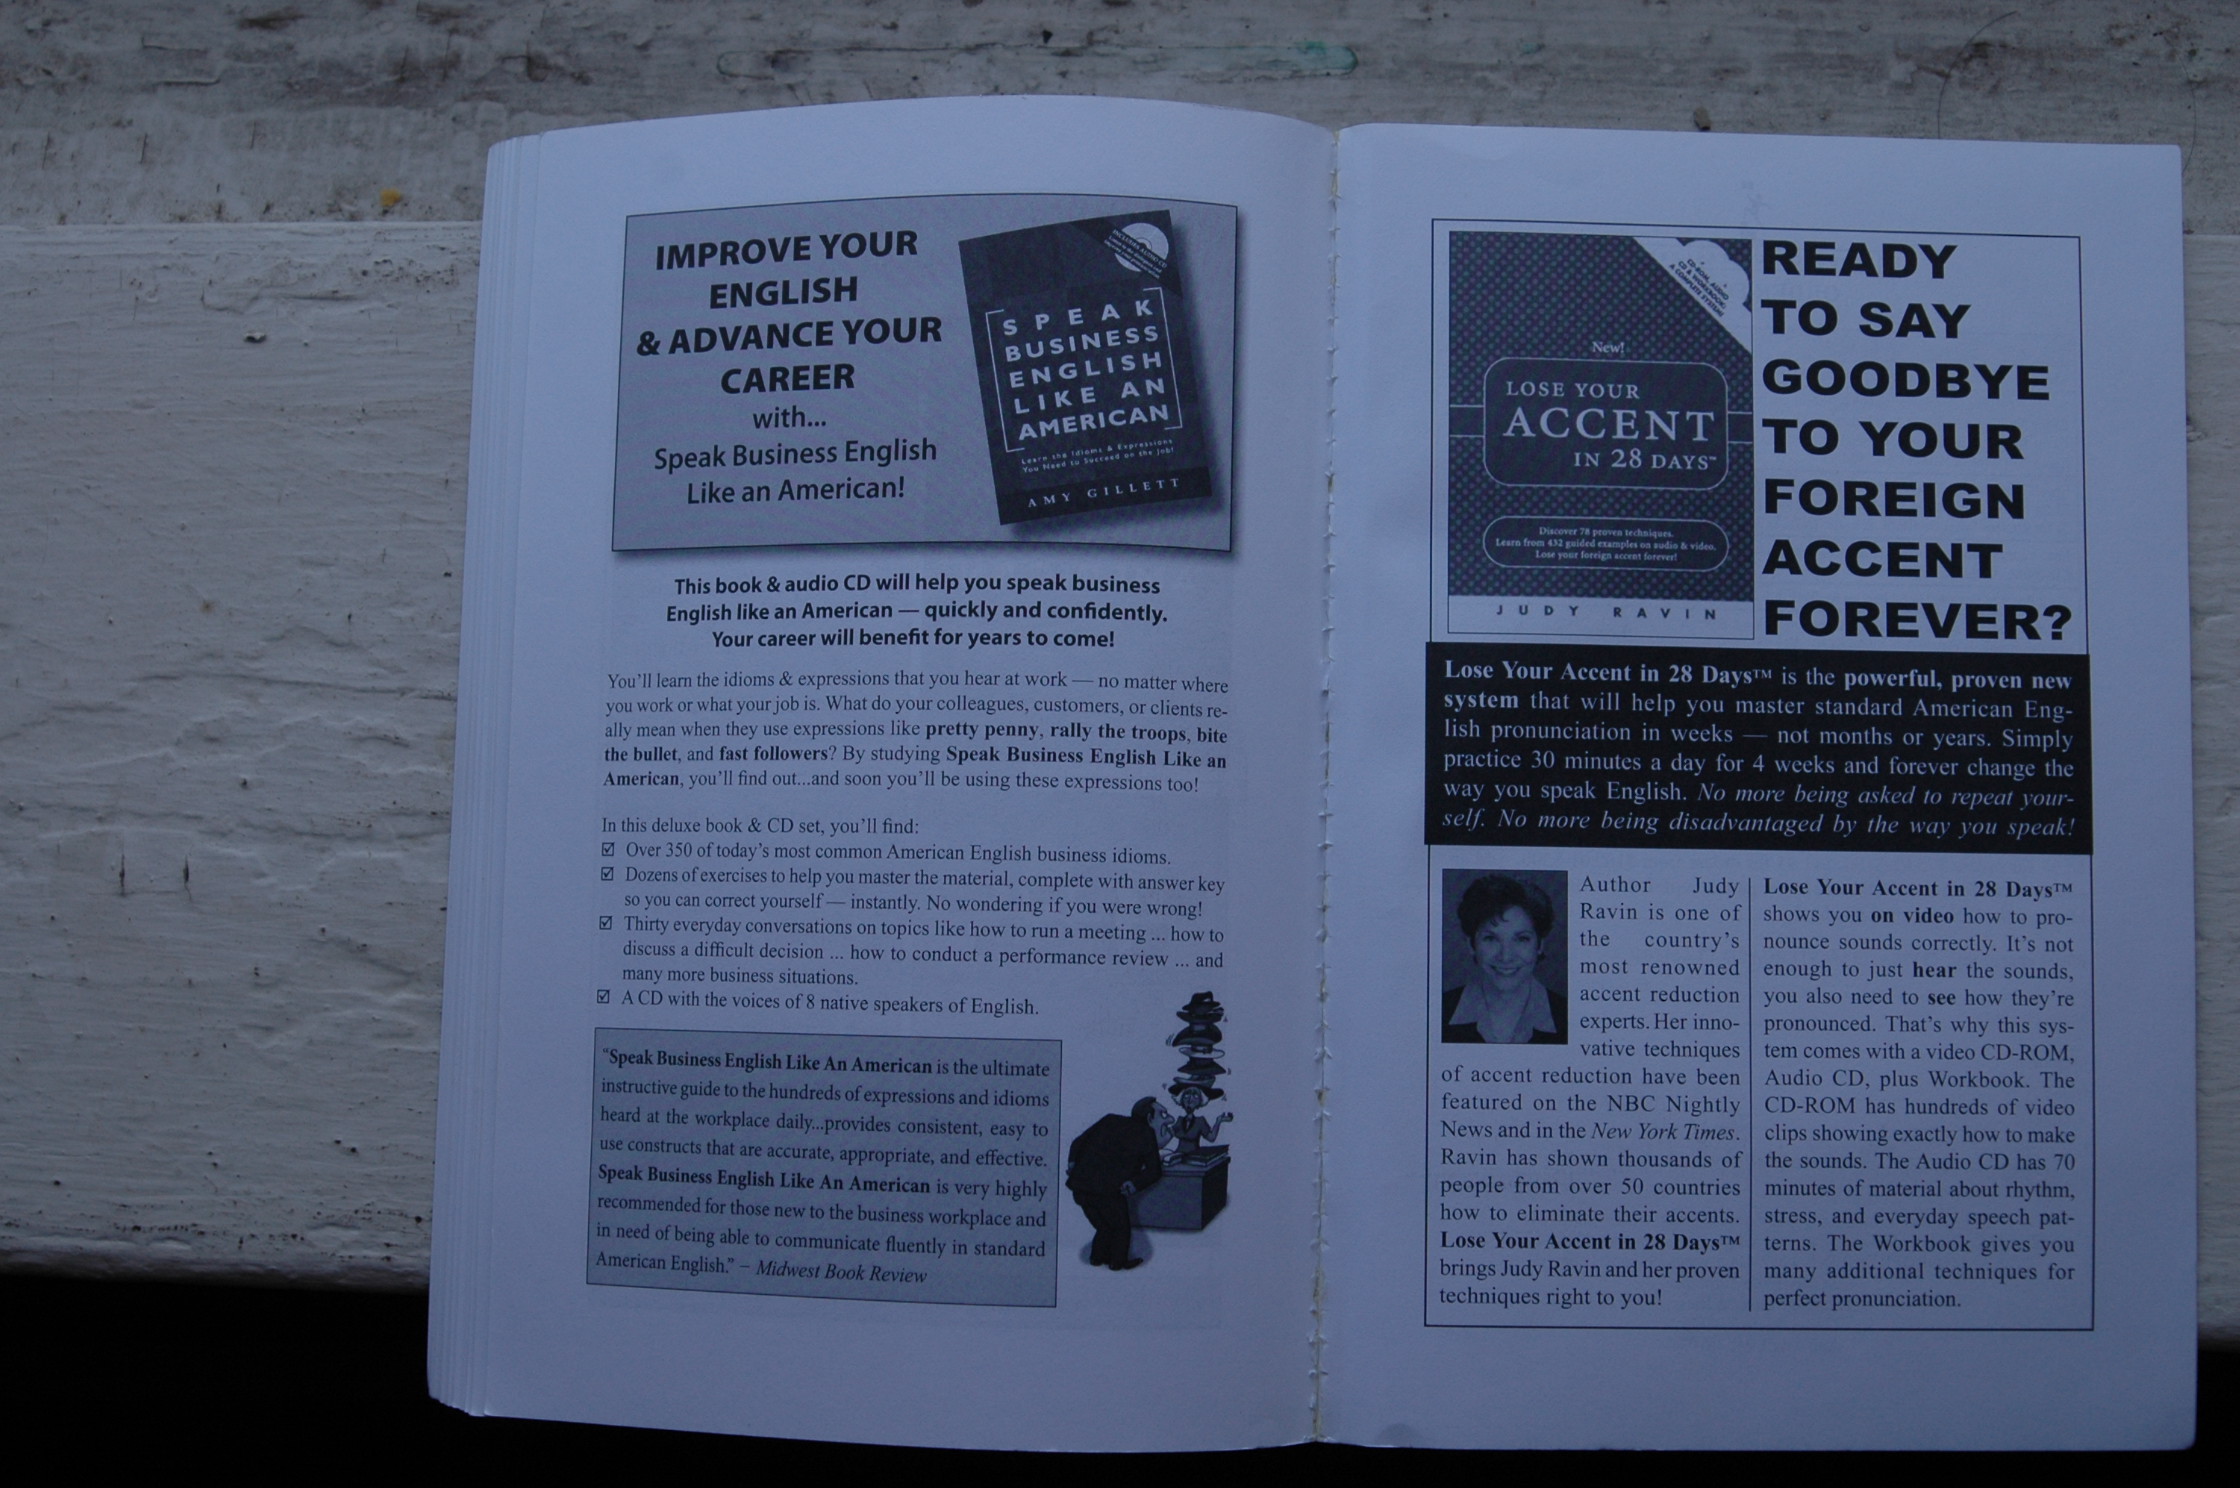 IMPROVE YOUR
ENGLISH
& ADVANCE YOUR
CAREER
with...
Speak Business English
Like an American!
INCLUDES AUDIO CD
SPEAK
BUSINESS
ENGLISH
LIKE AN
AMERICAN
Learn the Idioms & Expressions
You Need to Succeed on the Job!
AMY GILLETT
This book & audio CD will help you speak business
English like an American — quickly and confidently.
Your career will benefit for years to come!
You'll learn the idioms & expressions that you hear at work — no matter where
you work or what your job is. What do your colleagues, customers, or clients re-
ally mean when they use expressions like pretty penny, rally the troops, bite
the bullet, and fast followers? By studying Speak Business English Like an
American, you'll find out...and soon you'll be using these expressions too!
In this deluxe book & CD set, you'll find:
☑ Over 350 of today's most common American English business idioms.
☑ Dozens of exercises to help you master the material, complete with answer key
so you can correct yourself — instantly. No wondering if you were wrong!
☑ Thirty everyday conversations on topics like how to run a meeting ... how to
discuss a difficult decision ... how to conduct a performance review ... and
many more business situations.
☑ A CD with the voices of 8 native speakers of English.
"Speak Business English Like An American is the ultimate
instructive guide to the hundreds of expressions and idioms
heard at the workplace daily...provides consistent, easy to
use constructs that are accurate, appropriate, and effective.
Speak Business English Like An American is very highly
recommended for those new to the business workplace and
in need of being able to communicate fluently in standard
American English." – Midwest Book Review
CD-ROM, AUDIO
CD & WORKBOOK:
A COMPLETE SYSTEM!
New!
LOSE YOUR
ACCENT
IN 28 DAYS™
Discover 78 proven techniques.
Learn from 432 guided examples on audio & video.
Lose your foreign accent forever!
JUDY RAVIN
READY
TO SAY
GOODBYE
TO YOUR
FOREIGN
ACCENT
FOREVER?
Lose Your Accent in 28 Days™ is the powerful, proven new
system that will help you master standard American Eng-
lish pronunciation in weeks — not months or years. Simply
practice 30 minutes a day for 4 weeks and forever change the
way you speak English. No more being asked to repeat your-
self. No more being disadvantaged by the way you speak!
Author Judy
Ravin is one of
the country's
most renowned
accent reduction
experts. Her inno-
vative techniques
of accent reduction have been
featured on the NBC Nightly
News and in the New York Times.
Ravin has shown thousands of
people from over 50 countries
how to eliminate their accents.
Lose Your Accent in 28 Days™
brings Judy Ravin and her proven
techniques right to you!
Lose Your Accent in 28 Days™
shows you on video how to pro-
nounce sounds correctly. It's not
enough to just hear the sounds,
you also need to see how they're
pronounced. That's why this sys-
tem comes with a video CD-ROM,
Audio CD, plus Workbook. The
CD-ROM has hundreds of video
clips showing exactly how to make
the sounds. The Audio CD has 70
minutes of material about rhythm,
stress, and everyday speech pat-
terns. The Workbook gives you
many additional techniques for
perfect pronunciation.